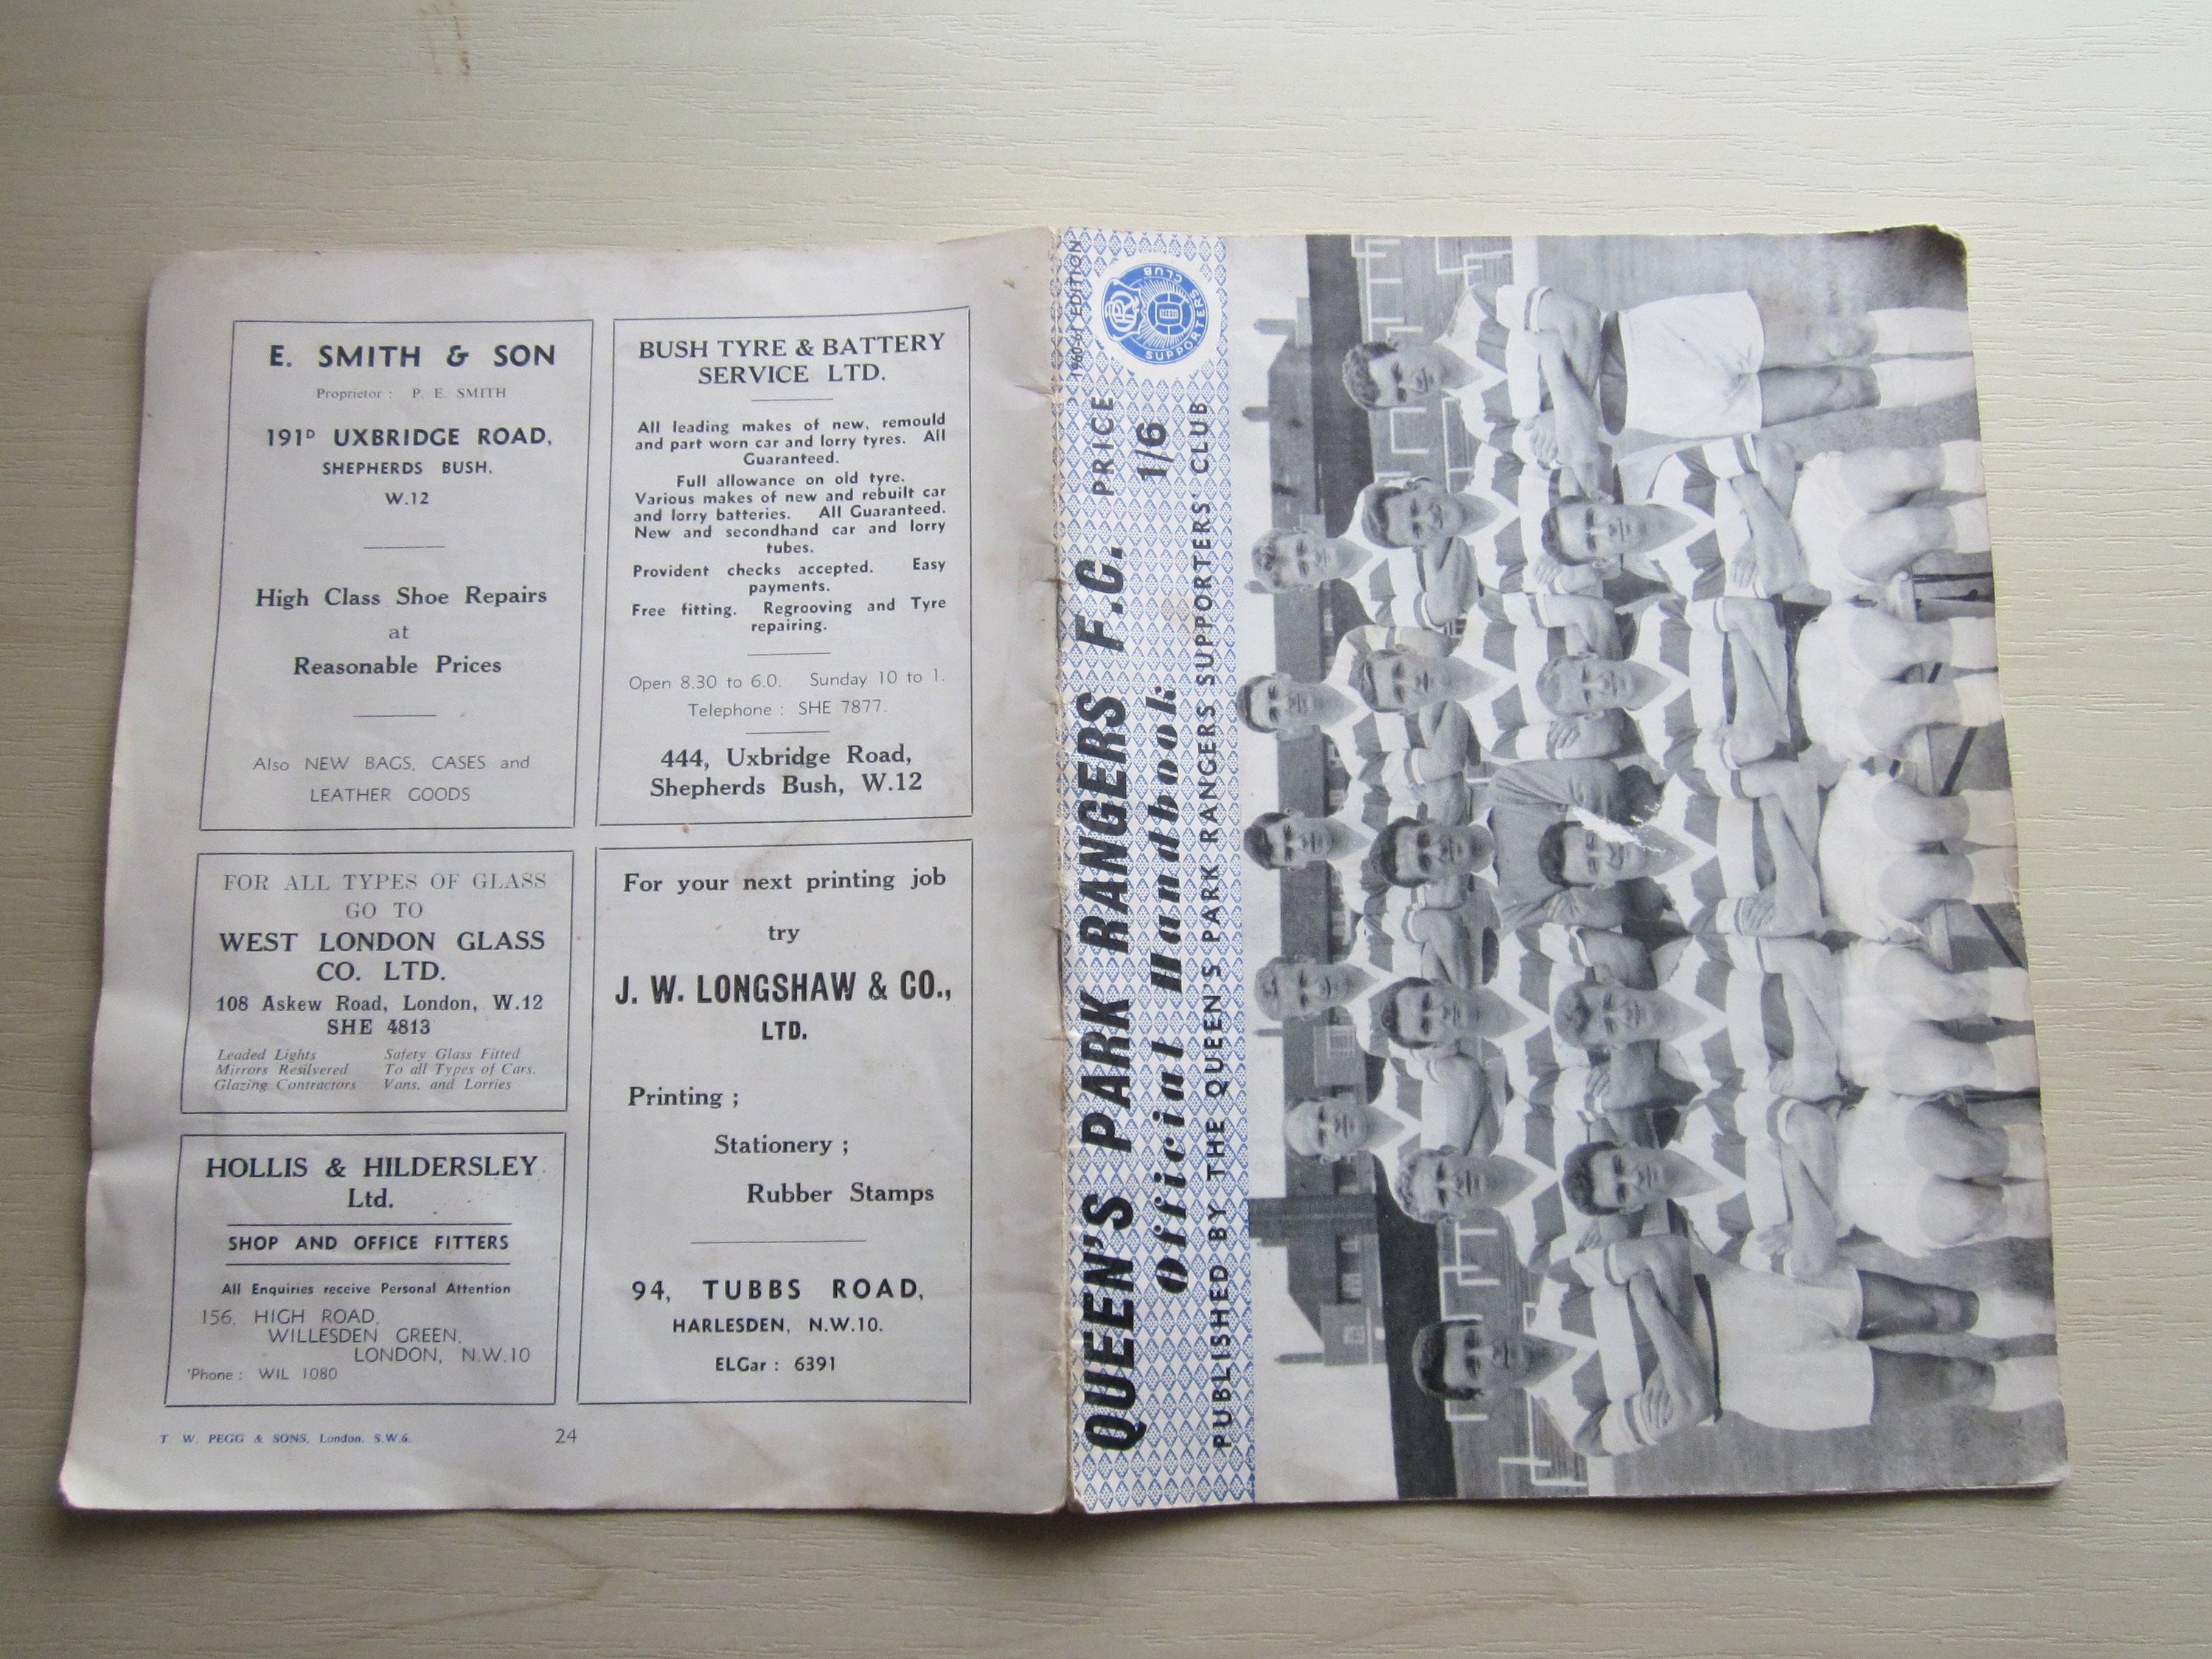 E. SMITH & SON
Proprietor : P. E. SMITH
191D UXBRIDGE ROAD,
SHEPHERDS BUSH,
W.12
High Class Shoe Repairs
at
Reasonable Prices
Also NEW BAGS, CASES and
LEATHER GOODS
BUSH TYRE & BATTERY
SERVICE LTD.
All leading makes of new, remould
and part worn car and lorry tyres. All
Guaranteed.
Full allowance on old tyre.
Various makes of new and rebuilt car
and lorry batteries. All Guaranteed.
New and secondhand car and lorry
tubes.
Provident checks accepted. Easy
payments.
Free fitting. Regrooving and Tyre
repairing.
Open 8.30 to 6.0. Sunday 10 to 1.
Telephone : SHE 7877.
444, Uxbridge Road,
Shepherds Bush, W.12
FOR ALL TYPES OF GLASS
GO TO
WEST LONDON GLASS
CO. LTD.
108 Askew Road, London, W.12
SHE 4813
Leaded Lights Safety Glass Fitted
Mirrors Resilvered To all Types of Cars,
Glazing Contractors Vans, and Lorries
For your next printing job
try
J. W. LONGSHAW & CO.,
LTD.
Printing ;
Stationery ;
Rubber Stamps
94, TUBBS ROAD,
HARLESDEN, N.W.10.
ELGar : 6391
HOLLIS & HILDERSLEY
Ltd.
SHOP AND OFFICE FITTERS
All Enquiries receive Personal Attention
156, HIGH ROAD,
WILLESDEN GREEN,
LONDON, N.W.10
'Phone : WIL 1080
T. W. PEGG & SONS, London, S.W.6.
24
1960-61 EDITION
QUEEN'S PARK RANGERS F.C. PRICE
Official Handbook 1/6
PUBLISHED BY THE QUEEN'S PARK RANGERS SUPPORTERS' CLUB
QPR
SUPPORTERS CLUB